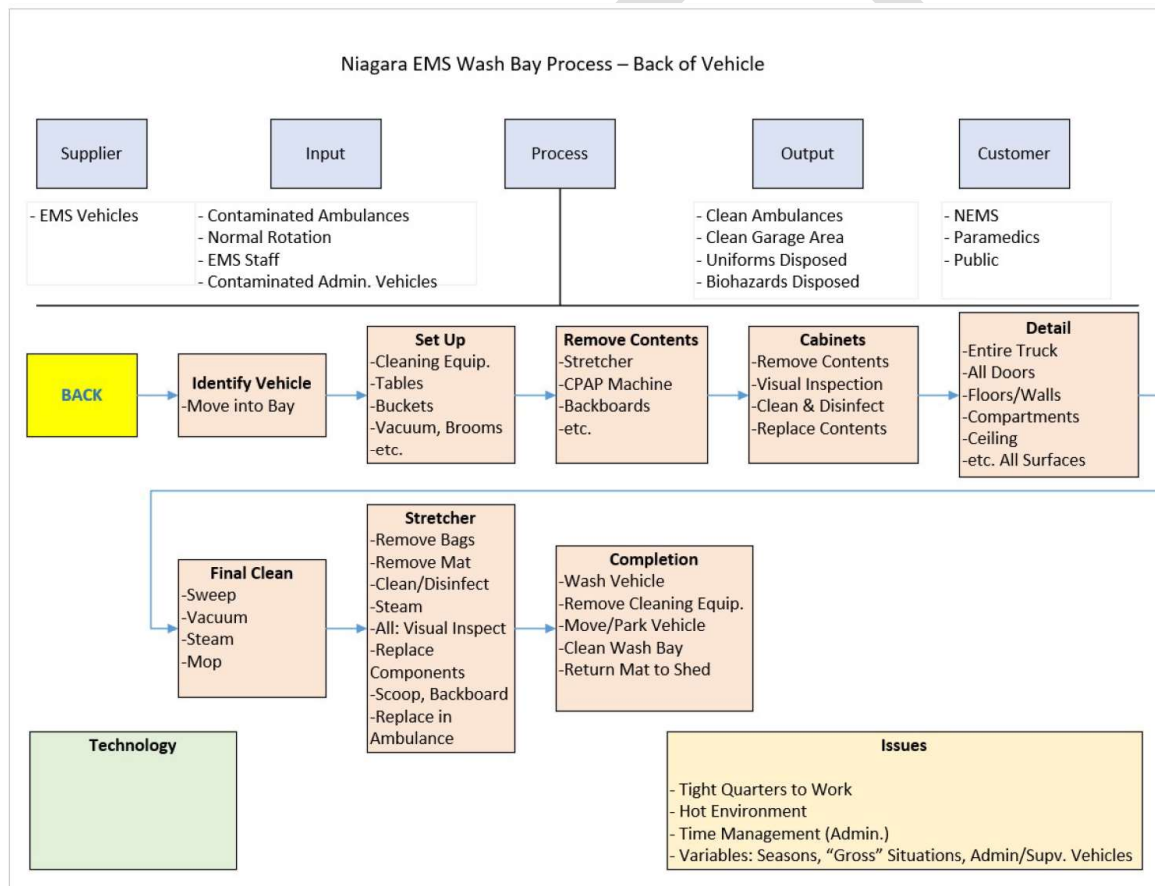 Niagara EMS Wash Bay Process – Back of Vehicle
Supplier
Input
Process
Output
Customer
- EMS Vehicles
- Contaminated Ambulances
- Normal Rotation
- EMS Staff
- Contaminated Admin. Vehicles
- Clean Ambulances
- Clean Garage Area
- Uniforms Disposed
- Biohazards Disposed
- NEMS
- Paramedics
- Public
BACK
Identify Vehicle
-Move into Bay
Set Up
-Cleaning Equip.
-Tables
-Buckets
-Vacuum, Brooms
-etc.
Remove Contents
-Stretcher
-CPAP Machine
-Backboards
-etc.
Cabinets
-Remove Contents
-Visual Inspection
-Clean & Disinfect
-Replace Contents
Detail
-Entire Truck
-All Doors
-Floors/Walls
-Compartments
-Ceiling
-etc. All Surfaces
Final Clean
-Sweep
-Vacuum
-Steam
-Mop
Stretcher
-Remove Bags
-Remove Mat
-Clean/Disinfect
-Steam
-All: Visual Inspect
-Replace
Components
-Scoop, Backboard
-Replace in
Ambulance
Completion
-Wash Vehicle
-Remove Cleaning Equip.
-Move/Park Vehicle
-Clean Wash Bay
-Return Mat to Shed
Technology
Issues
- Tight Quarters to Work
- Hot Environment
- Time Management (Admin.)
- Variables: Seasons, “Gross” Situations, Admin/Supv. Vehicles